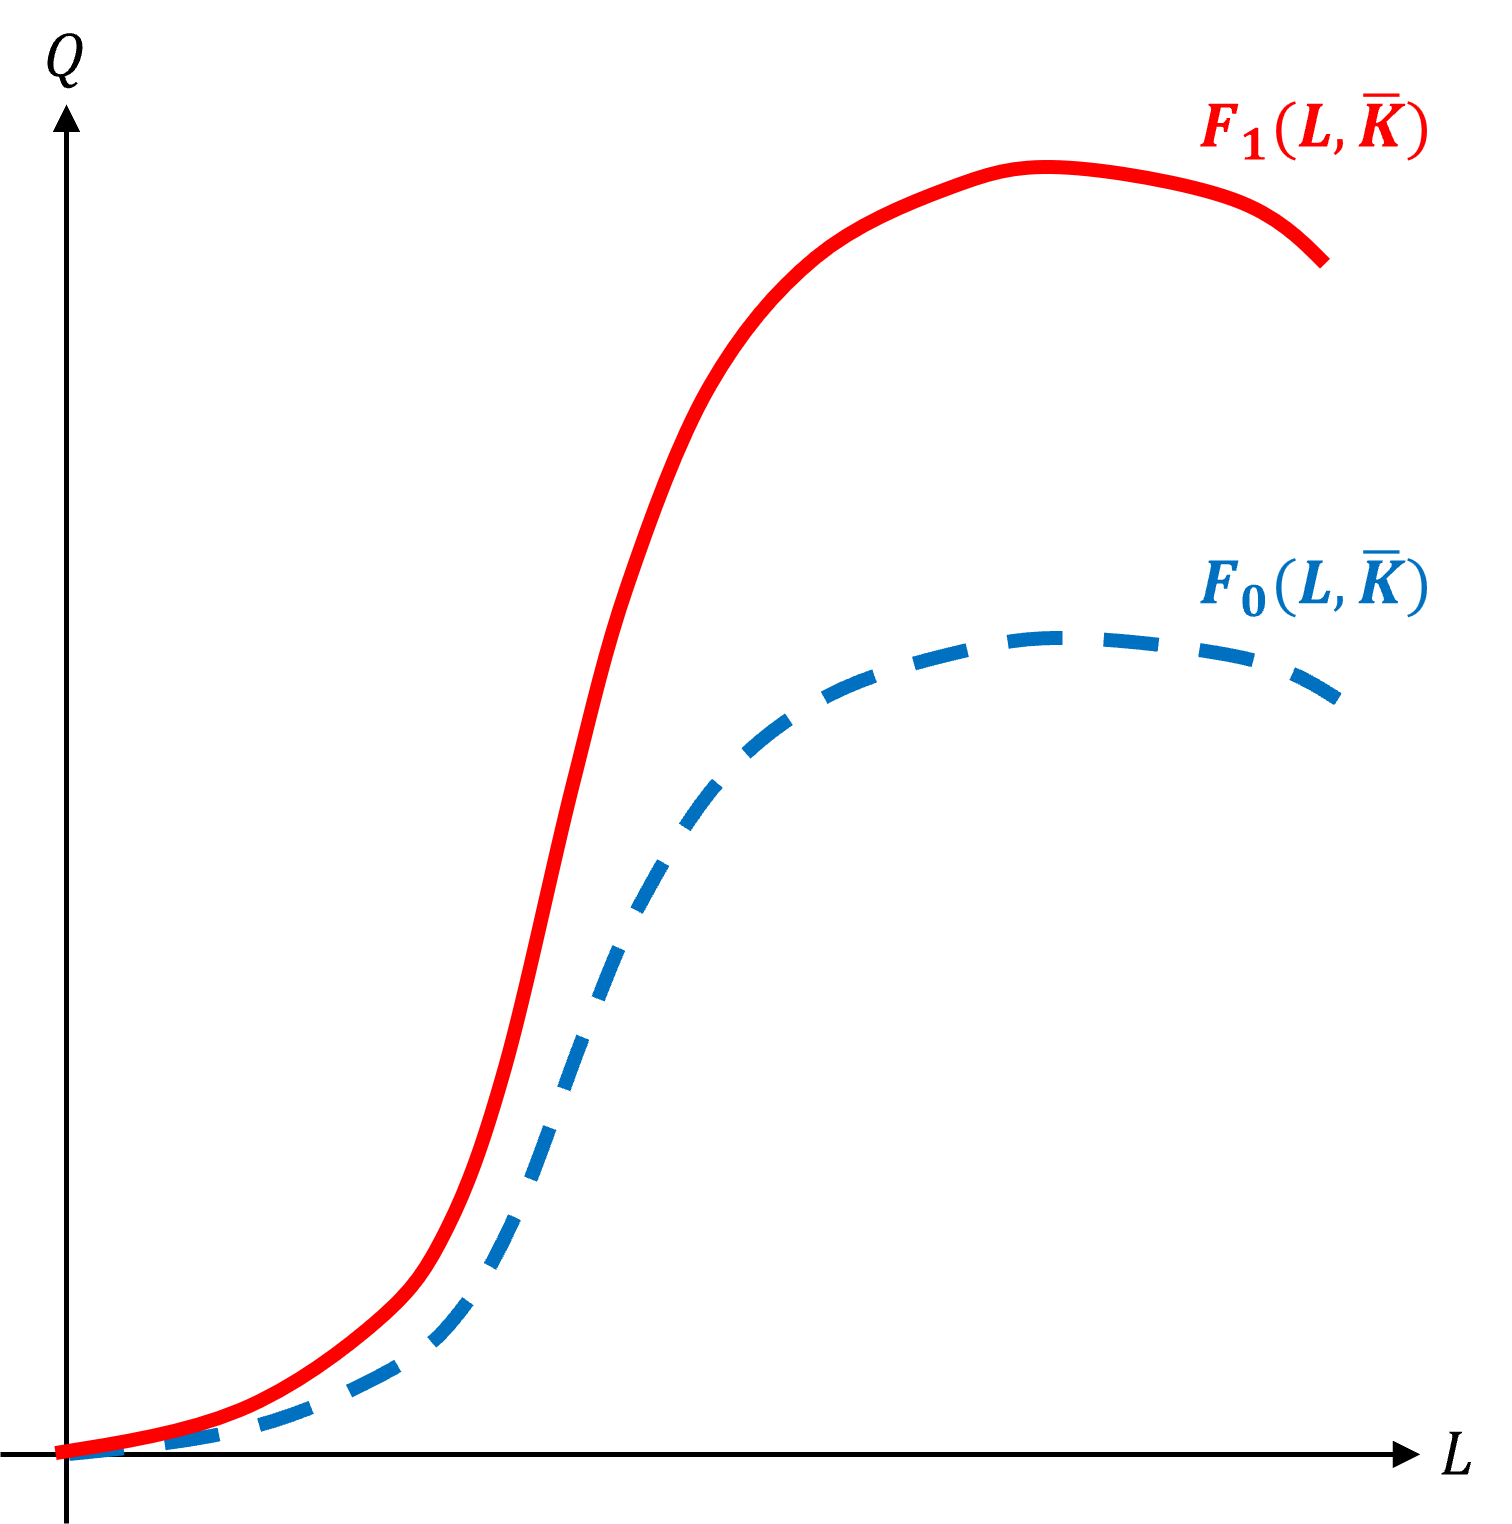 Q
F₁(L, K̅)
F₀(L, K̅)
L